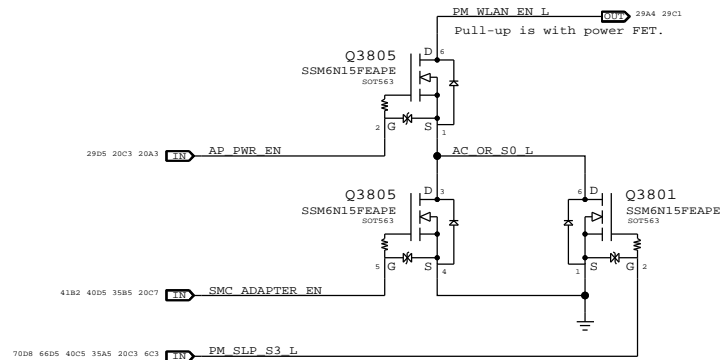 PM_WLAN_EN_L
OUT 29A4 29C1
Pull-up is with power FET.
Q3805
SSM6N15FEAPE
SOT563
D 6
2 G S 1
29D5 20C3 20A3 IN AP_PWR_EN
AC_OR_S0_L
Q3805
SSM6N15FEAPE
SOT563
D 3
5 G S 4
6 D
Q3801
SSM6N15FEAPE
SOT563
1 S G 2
41B2 40D5 35B5 20C7 IN SMC_ADAPTER_EN
70D8 66D5 40C5 35A5 20C3 6C3 IN PM_SLP_S3_L